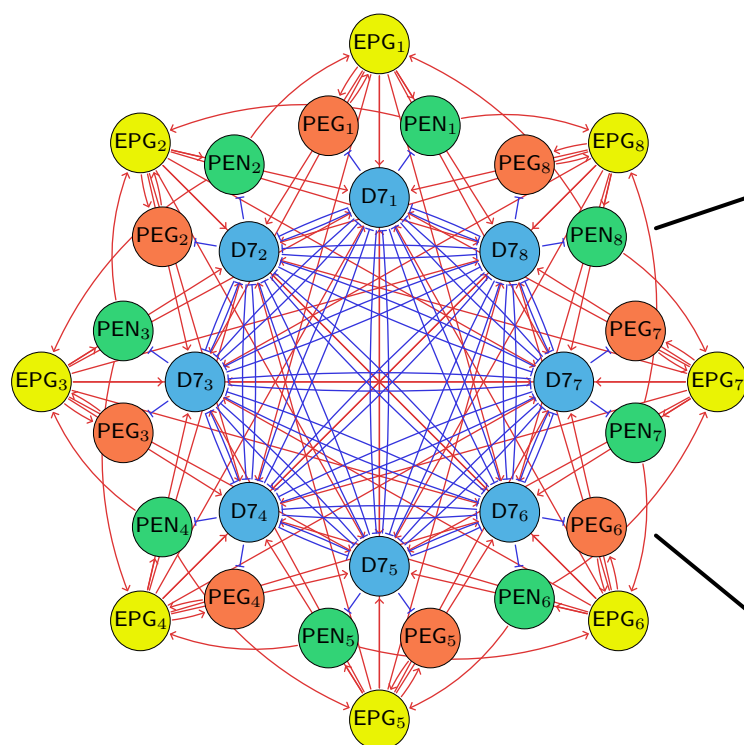 EPG₁
PEG₁ PEN₁
EPG₂ EPG₈
PEN₂ PEG₈
D7₁
PEG₂ D7₂ D7₈ PEN₈
PEN₃ PEG₇
EPG₃ D7₃ D7₇ EPG₇
PEG₃ PEN₇
PEN₄ D7₄ D7₆ PEG₆
D7₅
PEG₄ PEN₆
EPG₄ EPG₆
PEN₅ PEG₅
EPG₅